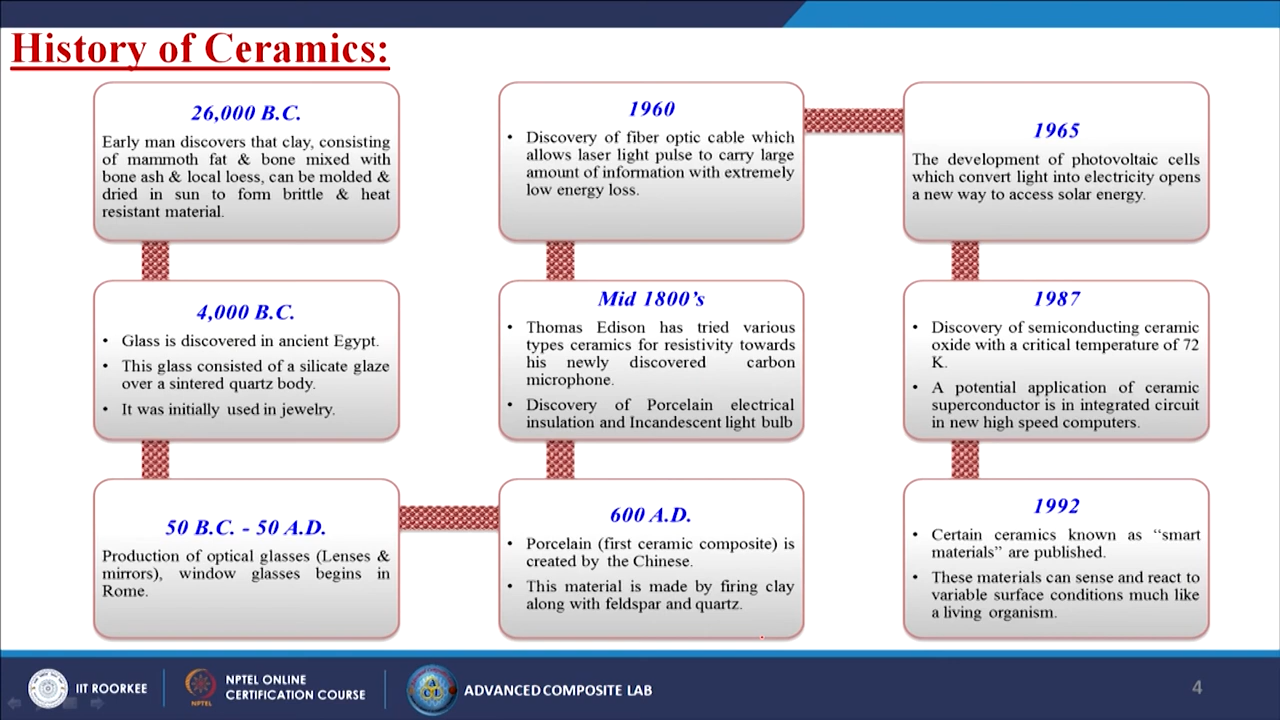 History of Ceramics:
26,000 B.C.
Early man discovers that clay, consisting
of mammoth fat & bone mixed with
bone ash & local loess, can be molded &
dried in sun to form brittle & heat
resistant material.
4,000 B.C.
• Glass is discovered in ancient Egypt.
• This glass consisted of a silicate glaze
over a sintered quartz body.
• It was initially used in jewelry.
50 B.C. - 50 A.D.
Production of optical glasses (Lenses &
mirrors), window glasses begins in
Rome.
600 A.D.
• Porcelain (first ceramic composite) is
created by the Chinese.
• This material is made by firing clay
along with feldspar and quartz.
Mid 1800’s
• Thomas Edison has tried various
types ceramics for resistivity towards
his newly discovered carbon
microphone.
• Discovery of Porcelain electrical
insulation and Incandescent light bulb
1960
• Discovery of fiber optic cable which
allows laser light pulse to carry large
amount of information with extremely
low energy loss.
1965
The development of photovoltaic cells
which convert light into electricity opens
a new way to access solar energy.
1987
• Discovery of semiconducting ceramic
oxide with a critical temperature of 72
K.
• A potential application of ceramic
superconductor is in integrated circuit
in new high speed computers.
1992
• Certain ceramics known as “smart
materials” are published.
• These materials can sense and react to
variable surface conditions much like
a living organism.
IIT ROORKEE
NPTEL
NPTEL ONLINE
CERTIFICATION COURSE
ADVANCED COMPOSITE LAB
4